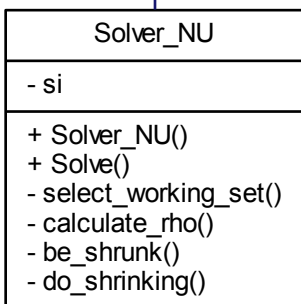 Solver_NU
- si
+ Solver_NU()
+ Solve()
- select_working_set()
- calculate_rho()
- be_shrunk()
- do_shrinking()